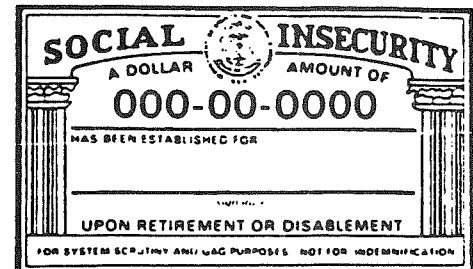 SOCIAL INSECURITY
A DOLLAR AMOUNT OF
000-00-0000
HAS BEEN ESTABLISHED FOR
UPON RETIREMENT OR DISABLEMENT
FOR SYSTEM SCRUTINY AND GAG PURPOSES NOT FOR INDEMNIFICATION